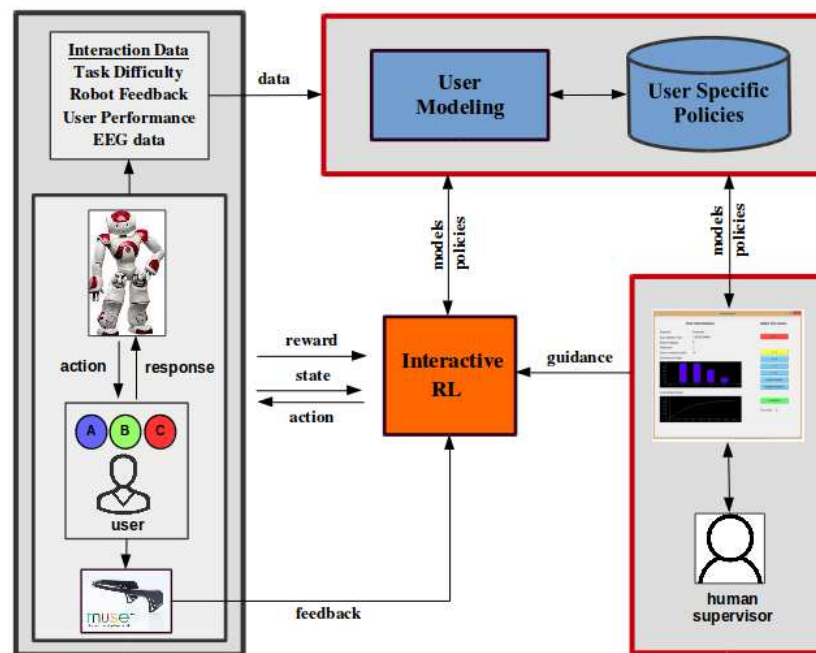 Interaction Data
Task Difficulty
Robot Feedback
User Performance
EEG data
data
User
Modeling
User Specific
Policies
models
policies
models
policies
action
response
reward
state
action
Interactive
RL
guidance
A B C
user
muse
feedback
human
supervisor